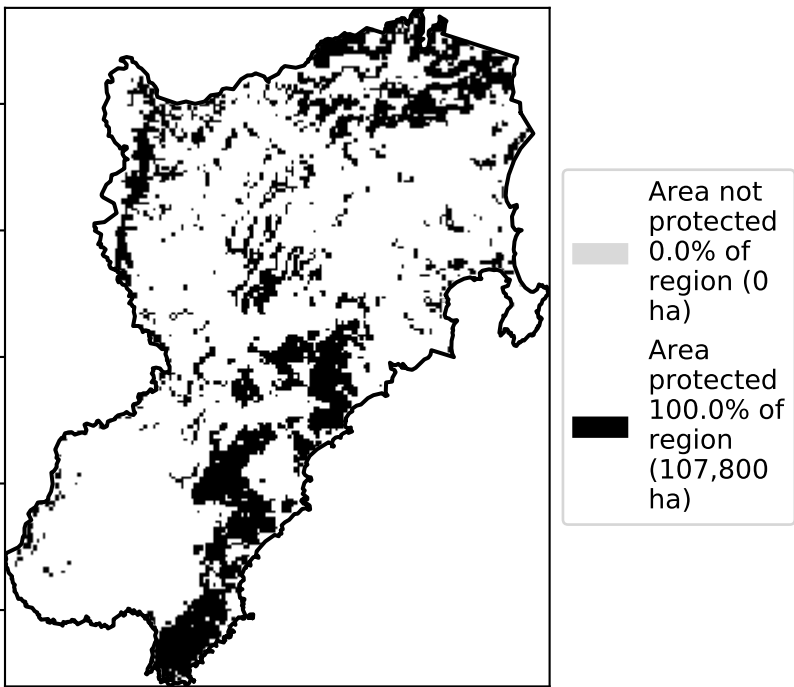 Area not
protected
0.0% of
region (0
ha)
Area
protected
100.0% of
region
(107,800
ha)